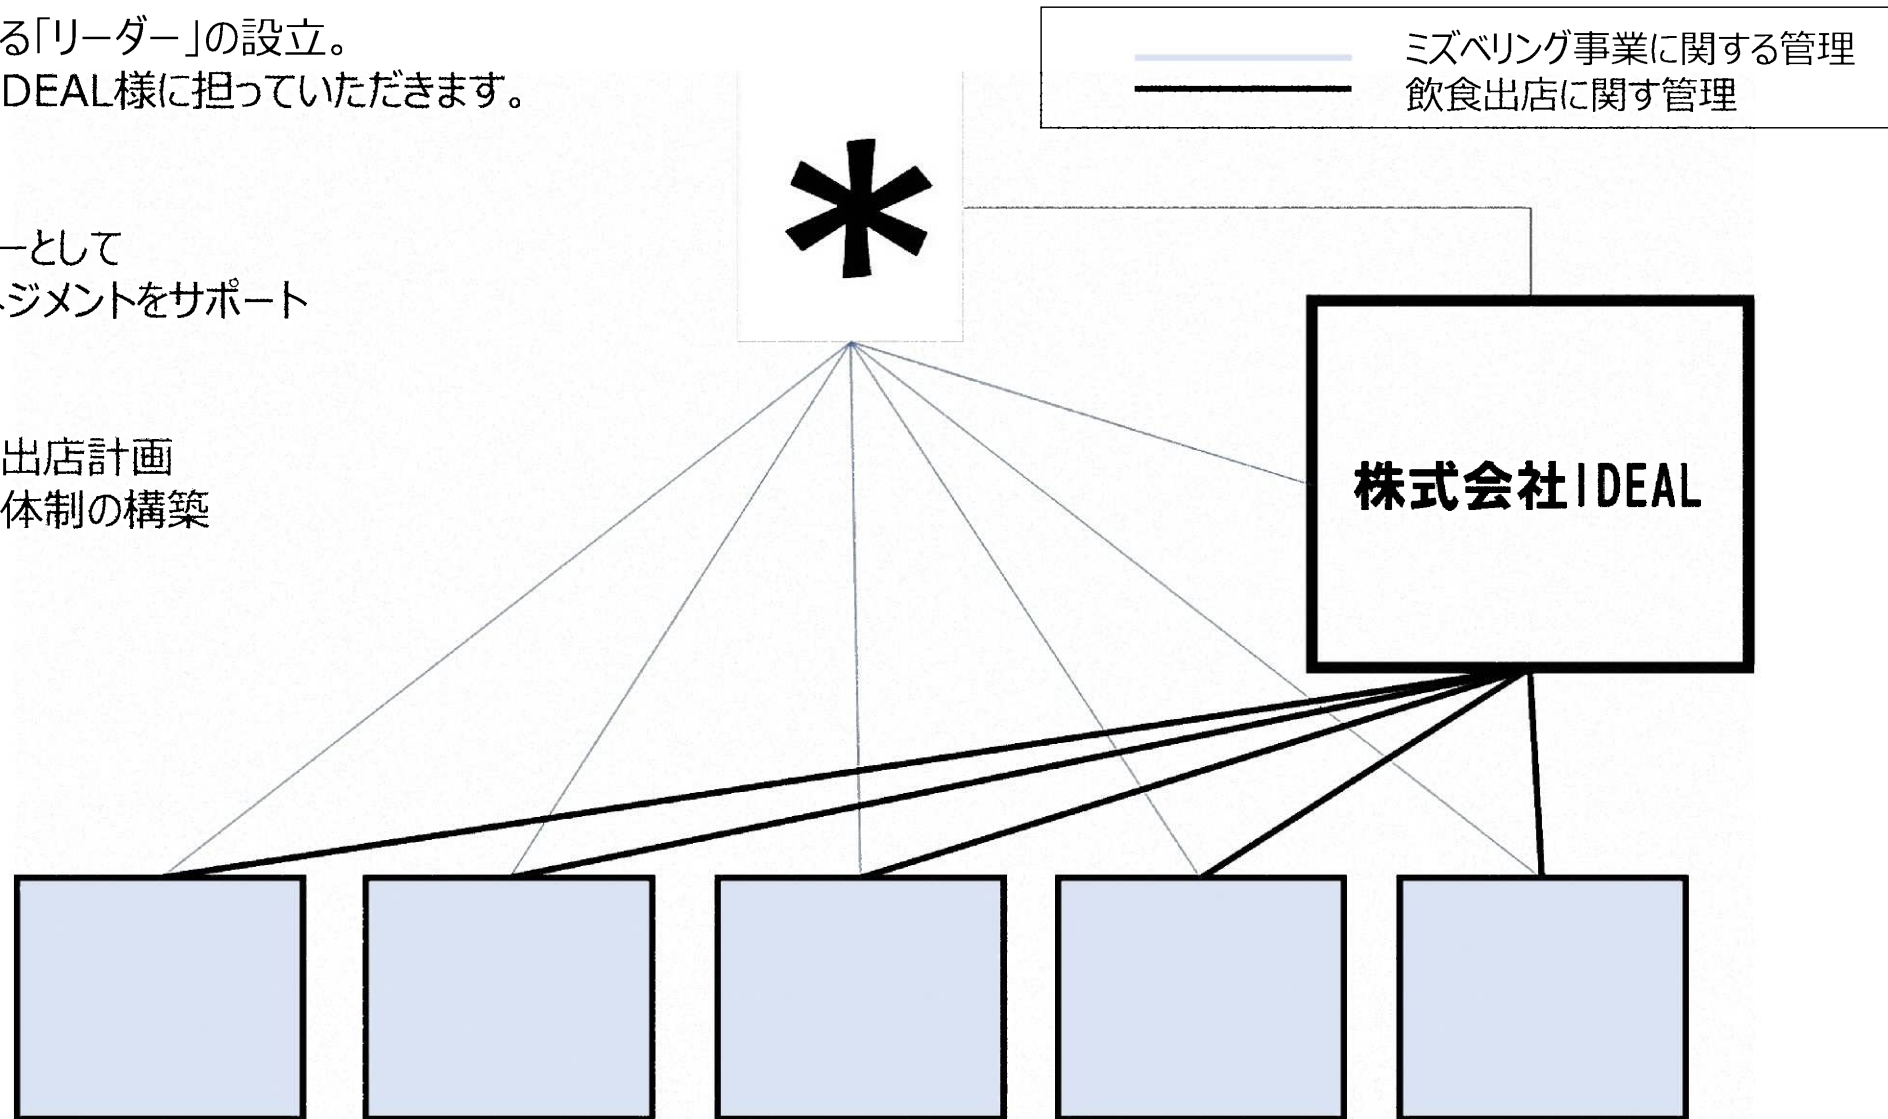 る「リーダー」の設立。
DEAL様に担っていただきます。
ミズベリング事業に関する管理
飲食出店に関す管理
*
ーとして
ネジメントをサポート
出店計画
体制の構築
株式会社IDEAL